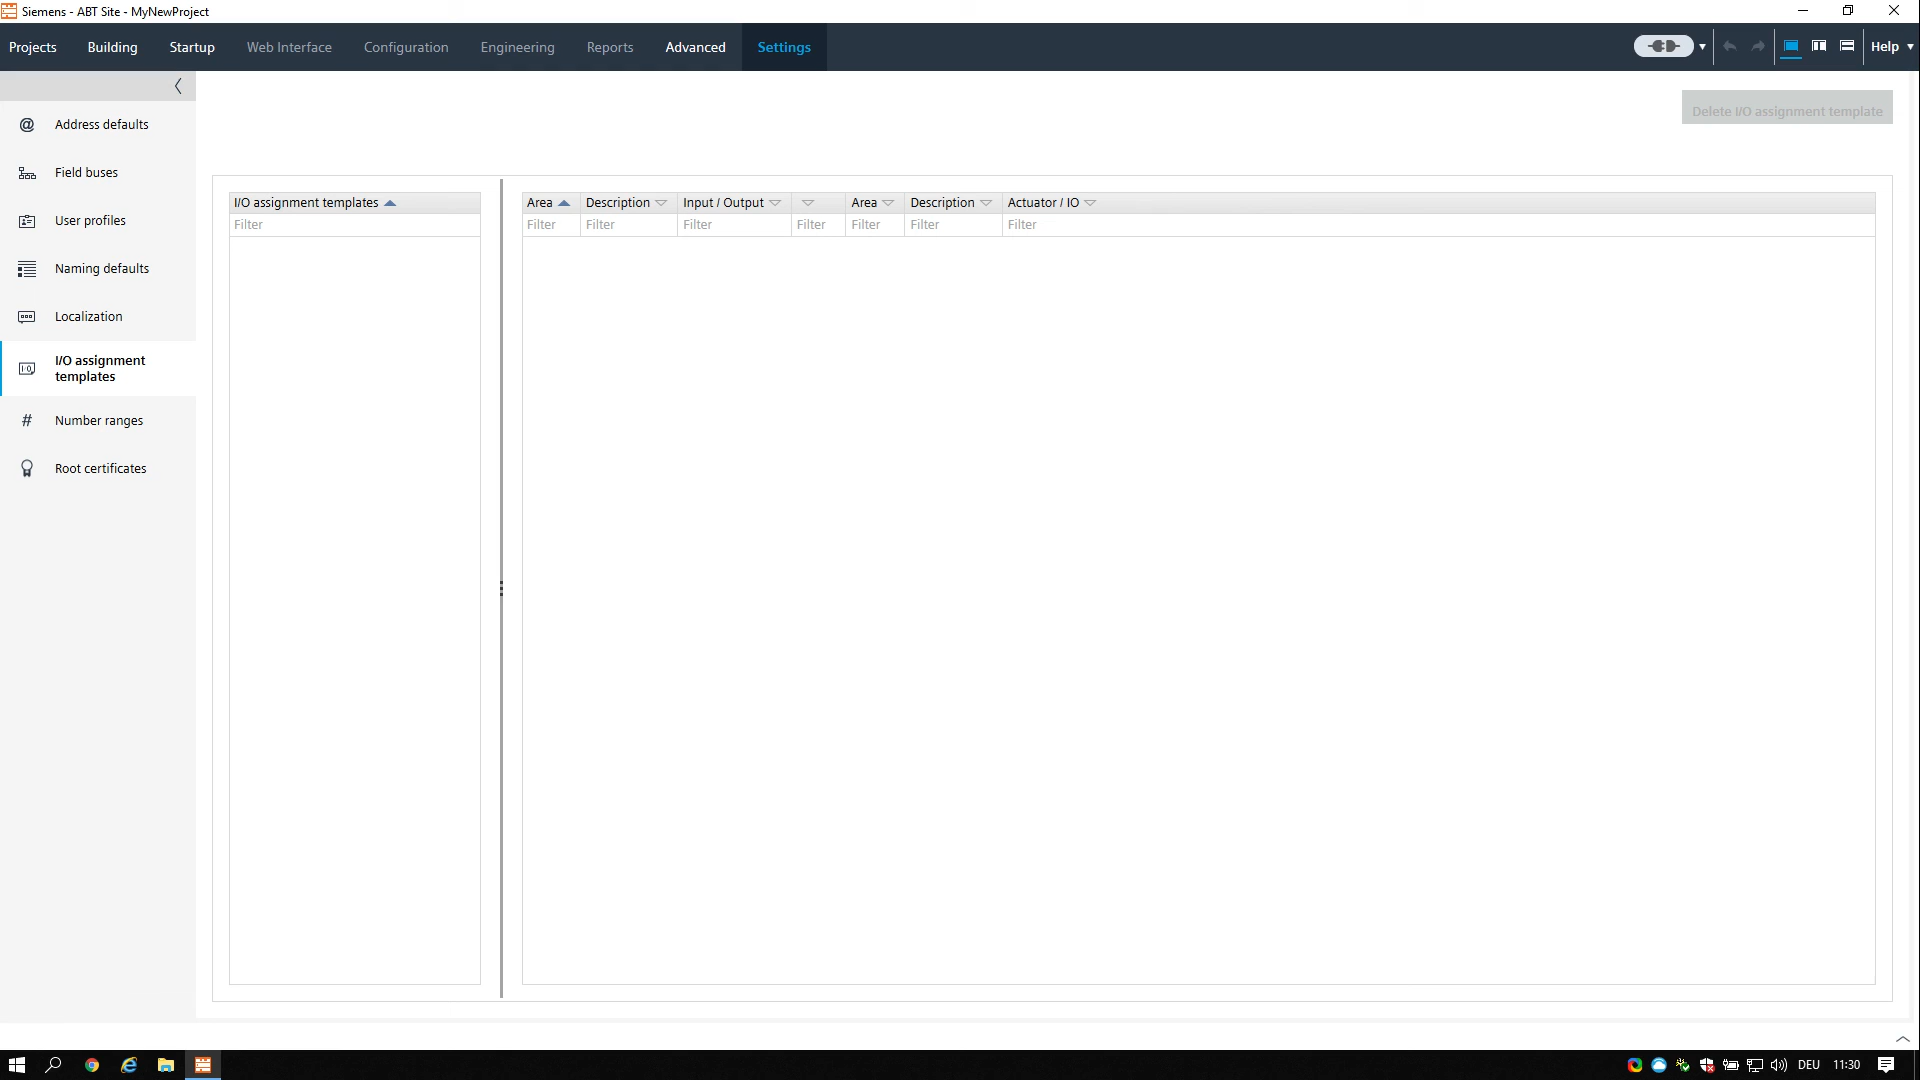 Siemens - ABT Site - MyNewProject
Projects Building Startup Web Interface Configuration Engineering Reports Advanced Settings Help
Delete I/O assignment template
@ Address defaults
Field buses
User profiles
Naming defaults
Localization
I/O assignment
templates
# Number ranges
Root certificates
I/O assignment templates
Filter
Area Description Input / Output Area Description Actuator / IO
Filter Filter Filter Filter Filter Filter Filter
DEU 11:30